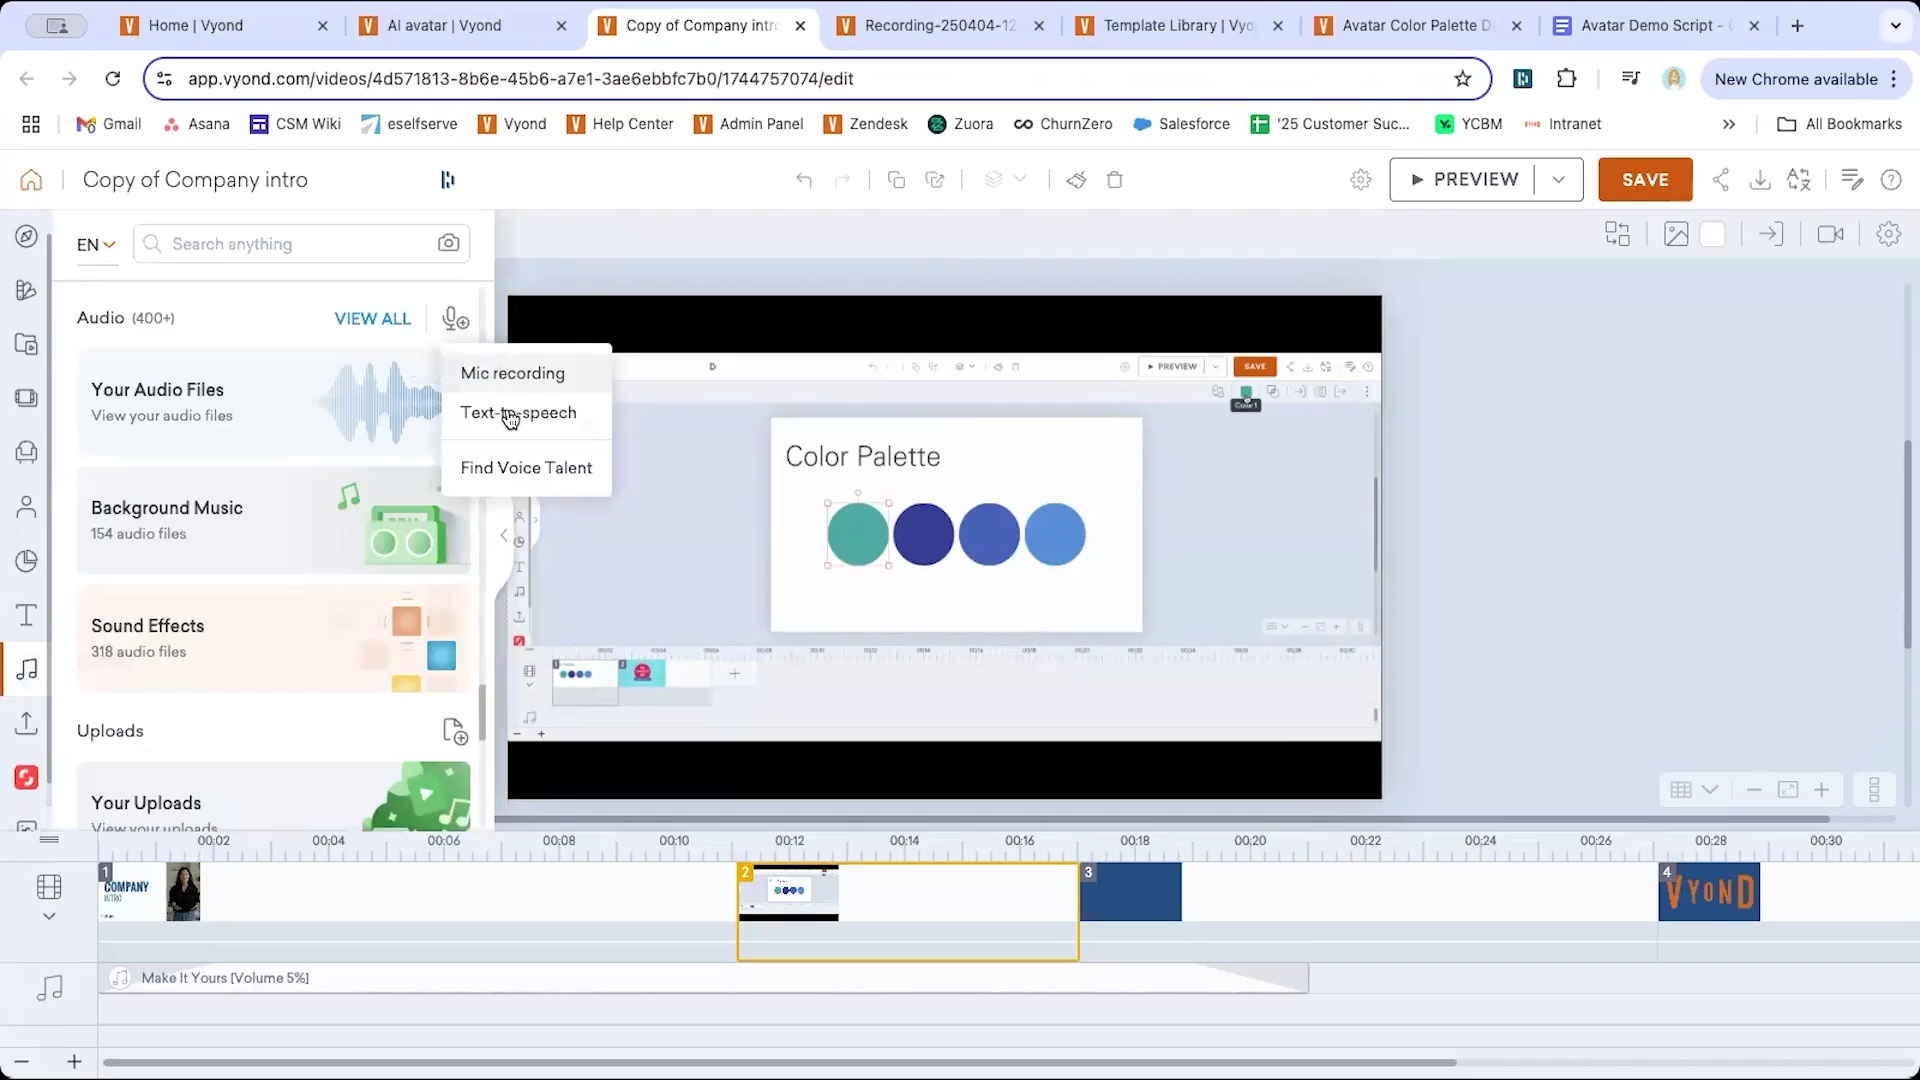 Home | Vyond
AI avatar | Vyond
Copy of Company intr
Recording-250404-12
Template Library | Vyo
Avatar Color Palette D
Avatar Demo Script -
app.vyond.com/videos/4d571813-8b6e-45b6-a7e1-3ae6ebbfc7b0/1744757074/edit
New Chrome available
Gmail
Asana
CSM Wiki
eselfserve
Vyond
Help Center
Admin Panel
Zendesk
Zuora
ChurnZero
Salesforce
'25 Customer Suc...
YCBM
Intranet
All Bookmarks
Copy of Company intro
PREVIEW
SAVE
EN
Search anything
Audio (400+)
VIEW ALL
Your Audio Files
View your audio files
Mic recording
Text-to-speech
Find Voice Talent
Background Music
154 audio files
Sound Effects
318 audio files
Uploads
Your Uploads
View your uploads
PREVIEW
SAVE
Color 1
Color Palette
00:02
00:04
00:06
00:08
00:10
00:12
00:14
00:16
00:18
00:20
00:22
00:24
00:26
00:28
00:30
1
COMPANY
INTRO
2
3
4
VYOND
Make It Yours [Volume 5%]